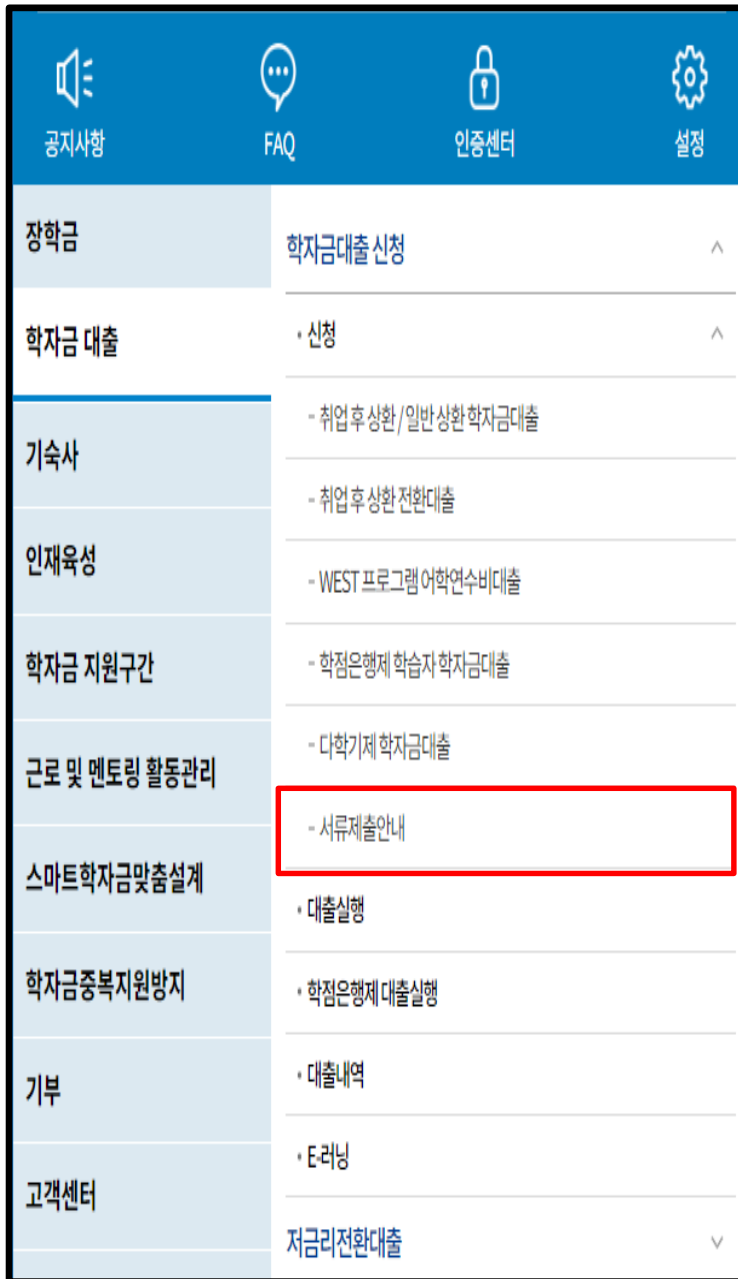 공지사항
FAQ
인증센터
설정
장학금
학자금 대출
기숙사
인재육성
학자금 지원구간
근로 및 멘토링 활동관리
스마트학자금맞춤설계
학자금중복지원방지
기부
고객센터
학자금대출 신청
• 신청
- 취업 후 상환 / 일반 상환 학자금대출
- 취업 후 상환 전환대출
- WEST 프로그램 어학연수비대출
- 학점은행제 학습자 학자금대출
- 다학기제 학자금대출
- 서류제출안내
• 대출실행
• 학점은행제 대출실행
• 대출내역
• E-러닝
저금리전환대출